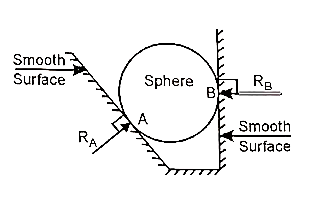 Smooth
Surface
Sphere
A
B
R_A
R_B
Smooth
Surface